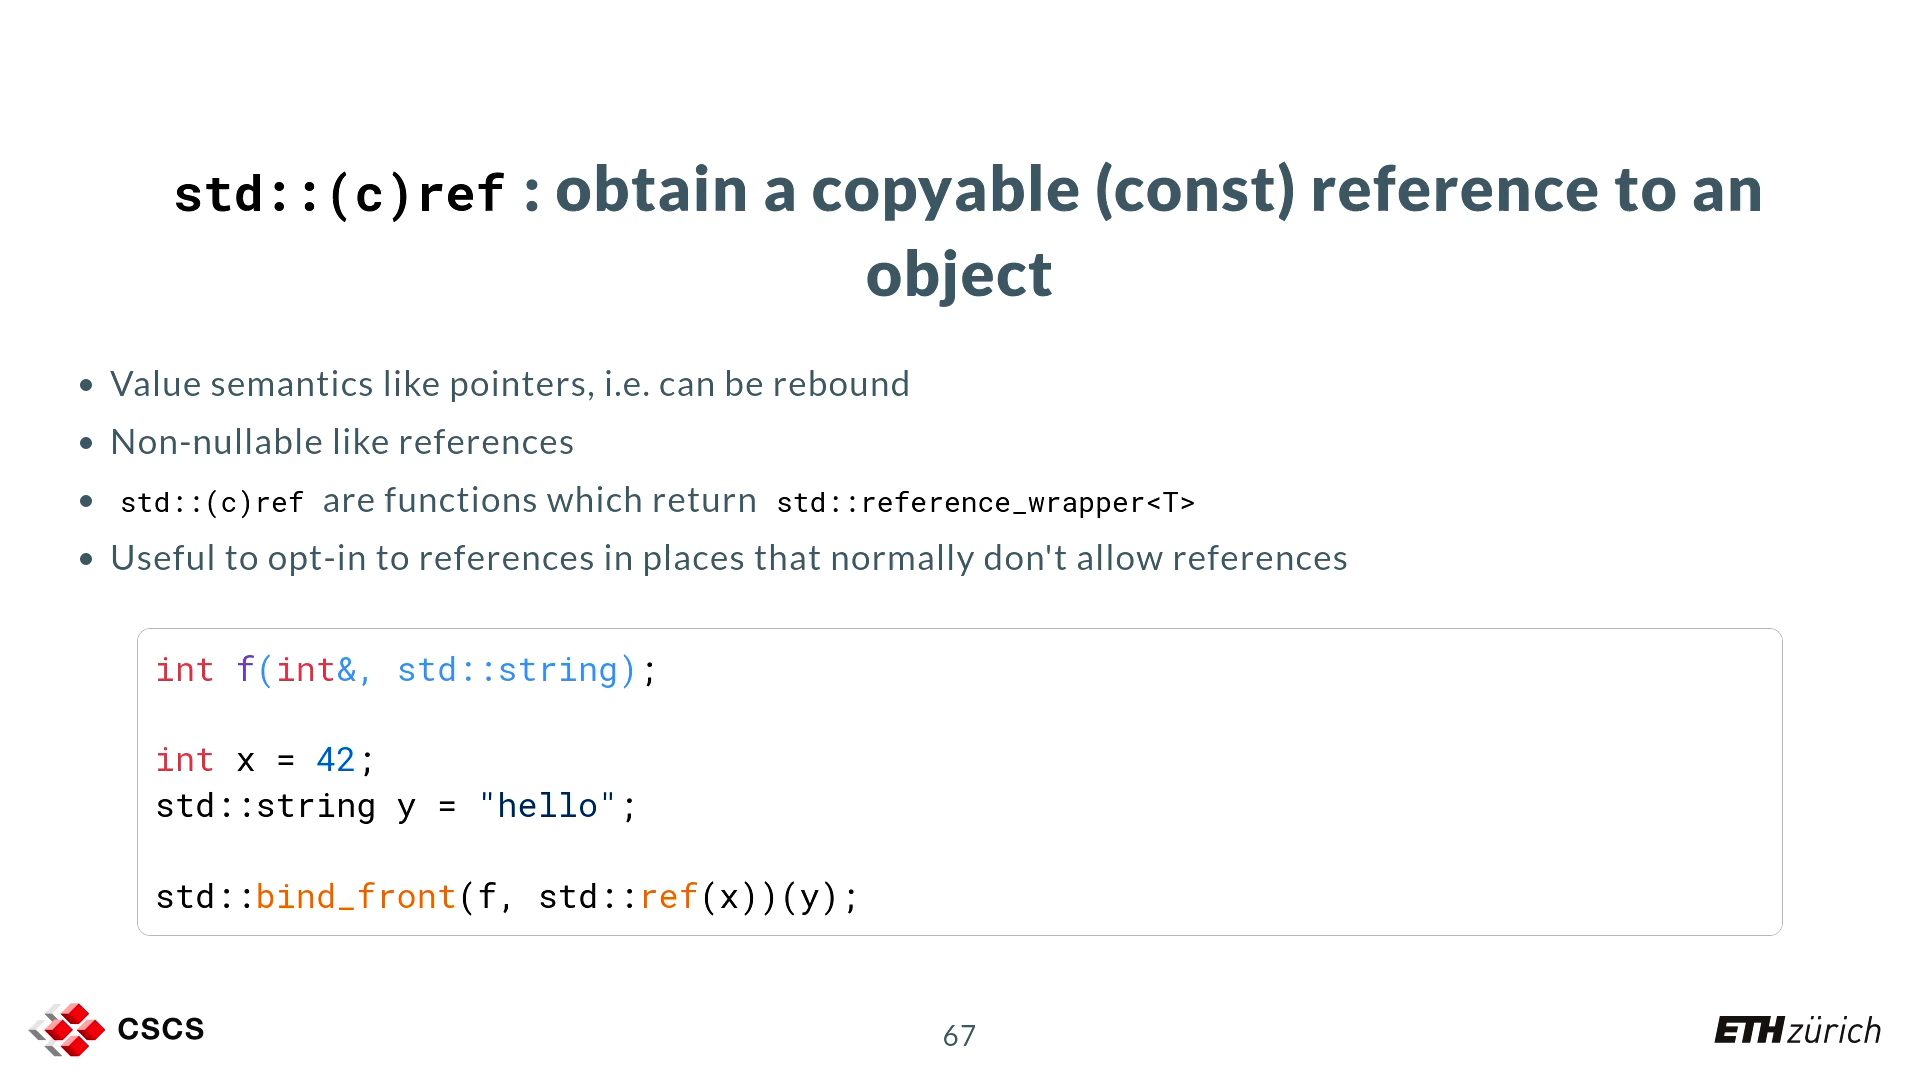 std::(c)ref : obtain a copyable (const) reference to an
object
• Value semantics like pointers, i.e. can be rebound
• Non-nullable like references
• std::(c)ref are functions which return std::reference_wrapper<T>
• Useful to opt-in to references in places that normally don't allow references
int f(int&, std::string);
int x = 42;
std::string y = "hello";
std::bind_front(f, std::ref(x))(y);
CSCS
67
ETH zürich